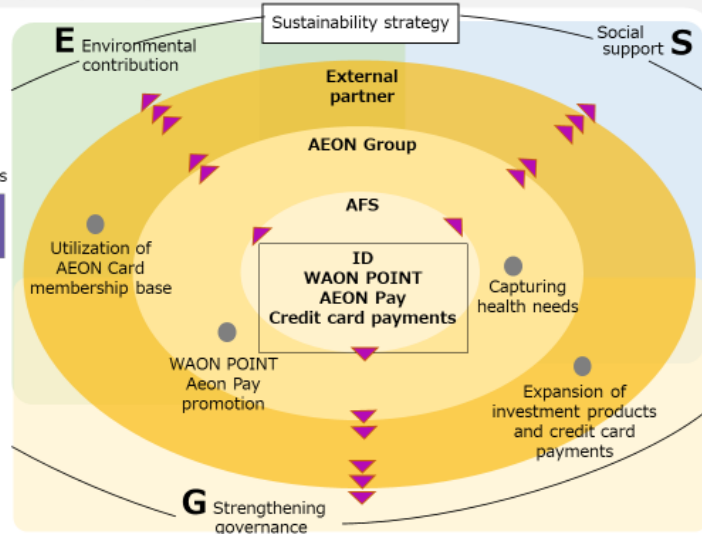 Sustainability strategy
E Environmental
contribution
Social
support S
External
partner
AEON Group
AFS
ID
WAON POINT
AEON Pay
Credit card payments
Utilization of
AEON Card
membership base
Capturing
health needs
WAON POINT
Aeon Pay
promotion
Expansion of
investment products
and credit card
payments
G Strengthening
governance